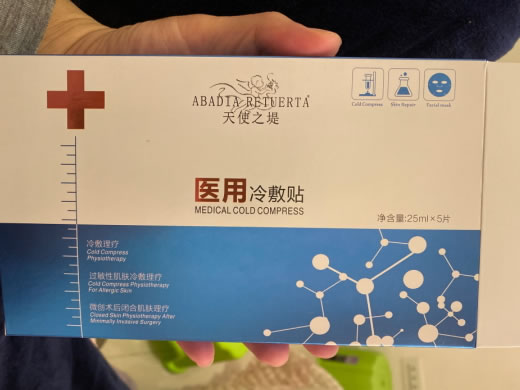 ABADIA RETUERTA®
天使之堤
Cold Compress
Skin Repair
Facial mask
医用冷敷贴
MEDICAL COLD COMPRESS
净含量:25ml×5片
冷敷理疗
Cold Compress
Physiotherapy
过敏性肌肤冷敷理疗
Cold Compress Physiotherapy
For Allergic Skin
微创术后闭合肌肤理疗
Closed Skin Physiotherapy After
Minimally Invasive Surgery